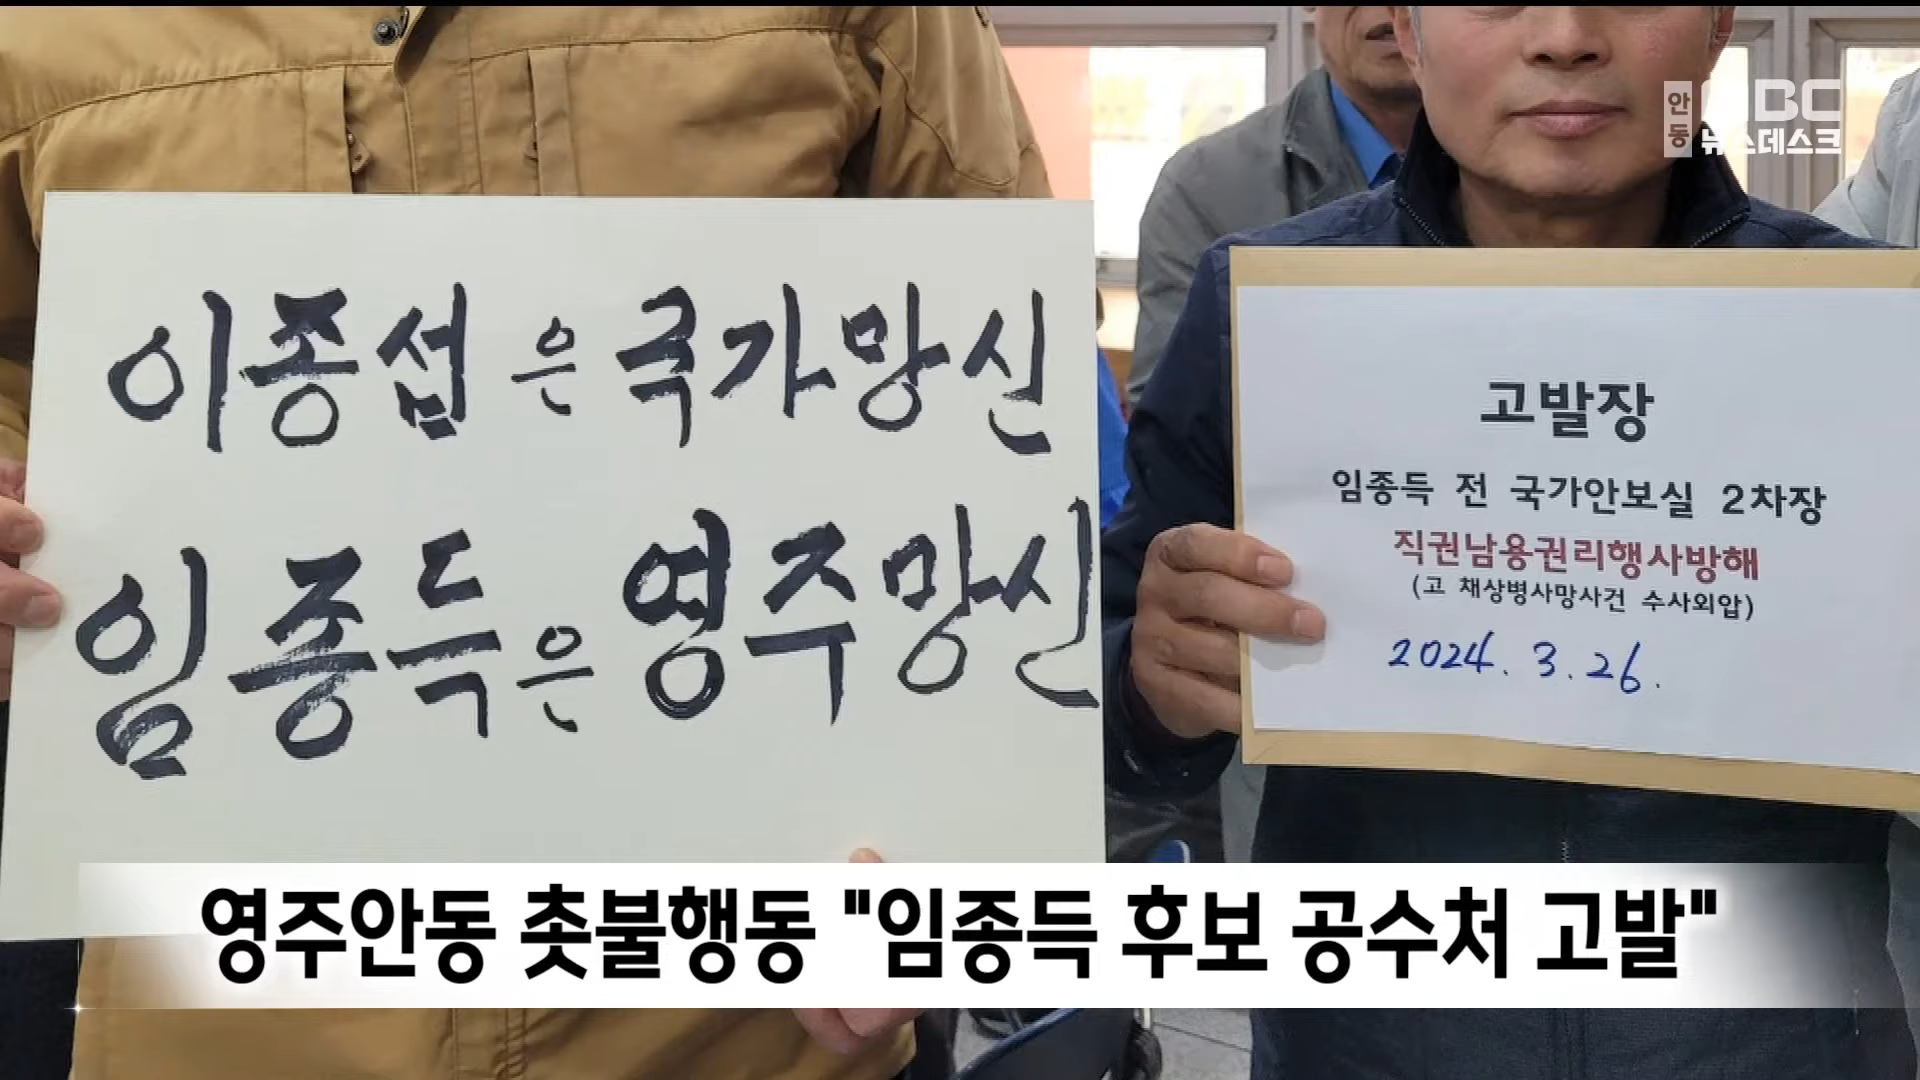 안동
MBC
뉴스데스크
이종섭은 국가망신
임종득은 영주망신
고발장
임종득 전 국가안보실 2차장
직권남용권리행사방해
(고 채상병사망사건 수사외압)
2024. 3. 26.
영주안동 촛불행동 "임종득 후보 공수처 고발"